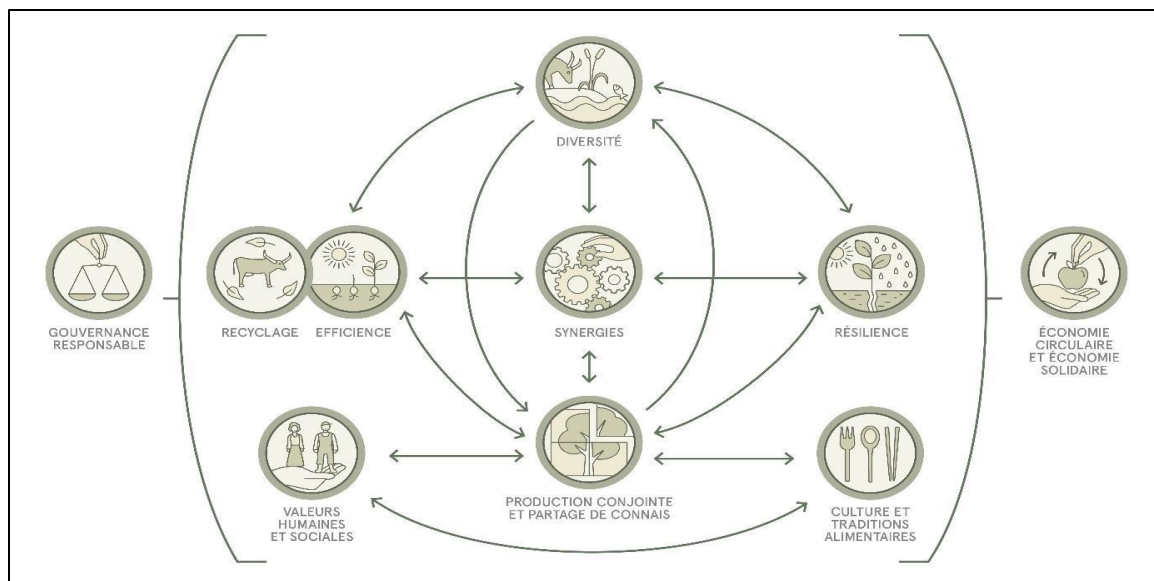 DIVERSITÉ
GOUVERNANCE
RESPONSABLE
RECYCLAGE
EFFICIENCE
SYNERGIES
RÉSILIENCE
ÉCONOMIE
CIRCULAIRE
ET ÉCONOMIE
SOLIDAIRE
VALEURS
HUMAINES
ET SOCIALES
PRODUCTION CONJOINTE
ET PARTAGE DE CONNAIS
CULTURE ET
TRADITIONS
ALIMENTAIRES